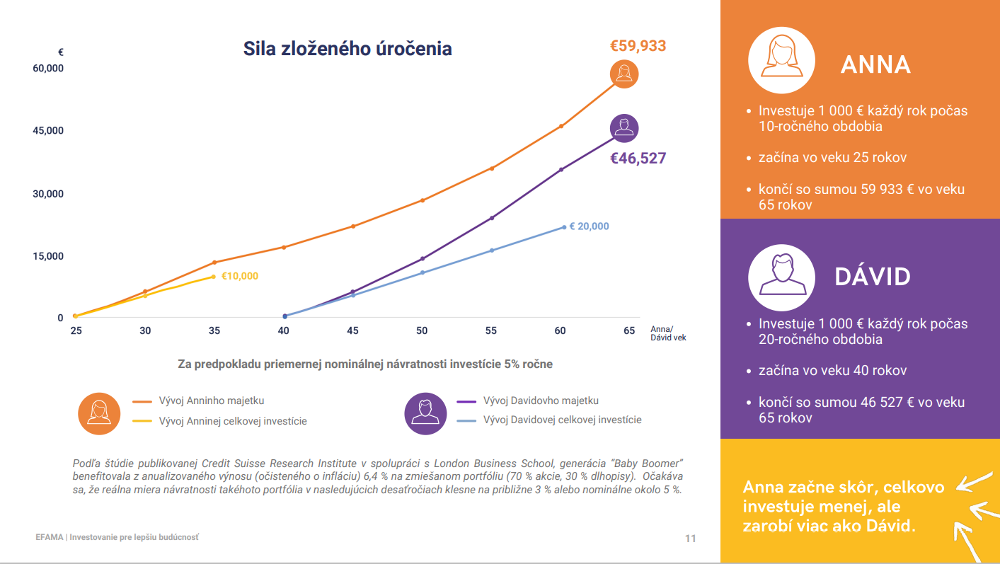 Sila zloženého úročenia
€
60,000
45,000
30,000
15,000
0
€59,933
€46,527
€ 20,000
€10,000
25 30 35 40 45 50 55 60 65
Anna/
Dávid vek
Za predpokladu priemernej nominálnej návratnosti investície 5% ročne
Vývoj Anninho majetku
Vývoj Anninej celkovej investície
Vývoj Davidovho majetku
Vývoj Davidovej celkovej investície
Podľa štúdie publikovanej Credit Suisse Research Institute v spolupráci s London Business School, generácia “Baby Boomer”
benefitovala z anualizovaného výnosu (očisteného o infláciu) 6,4 % na zmiešanom portfóliu (70 % akcie, 30 % dlhopisy). Očakáva
sa, že reálna miera návratnosti takéhoto portfólia v nasledujúcich desaťročiach klesne na približne 3 % alebo nominálne okolo 5 %.
EFAMA | Investovanie pre lepšiu budúcnosť
11
ANNA
• Investuje 1 000 € každý rok počas
10-ročného obdobia
• začína vo veku 25 rokov
• končí so sumou 59 933 € vo veku
65 rokov
DÁVID
• Investuje 1 000 € každý rok počas
20-ročného obdobia
• začína vo veku 40 rokov
• končí so sumou 46 527 € vo veku
65 rokov
Anna začne skôr, celkovo
investuje menej, ale
zarobí viac ako Dávid.